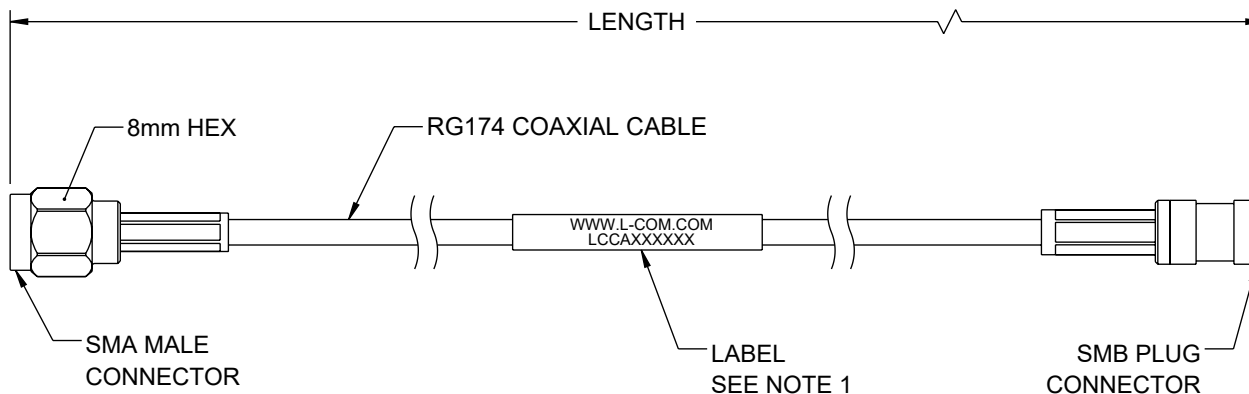 LENGTH
8mm HEX
RG174 COAXIAL CABLE
WWW.L-COM.COM
LCCAXXXXXX
SMA MALE
CONNECTOR
LABEL
SEE NOTE 1
SMB PLUG
CONNECTOR